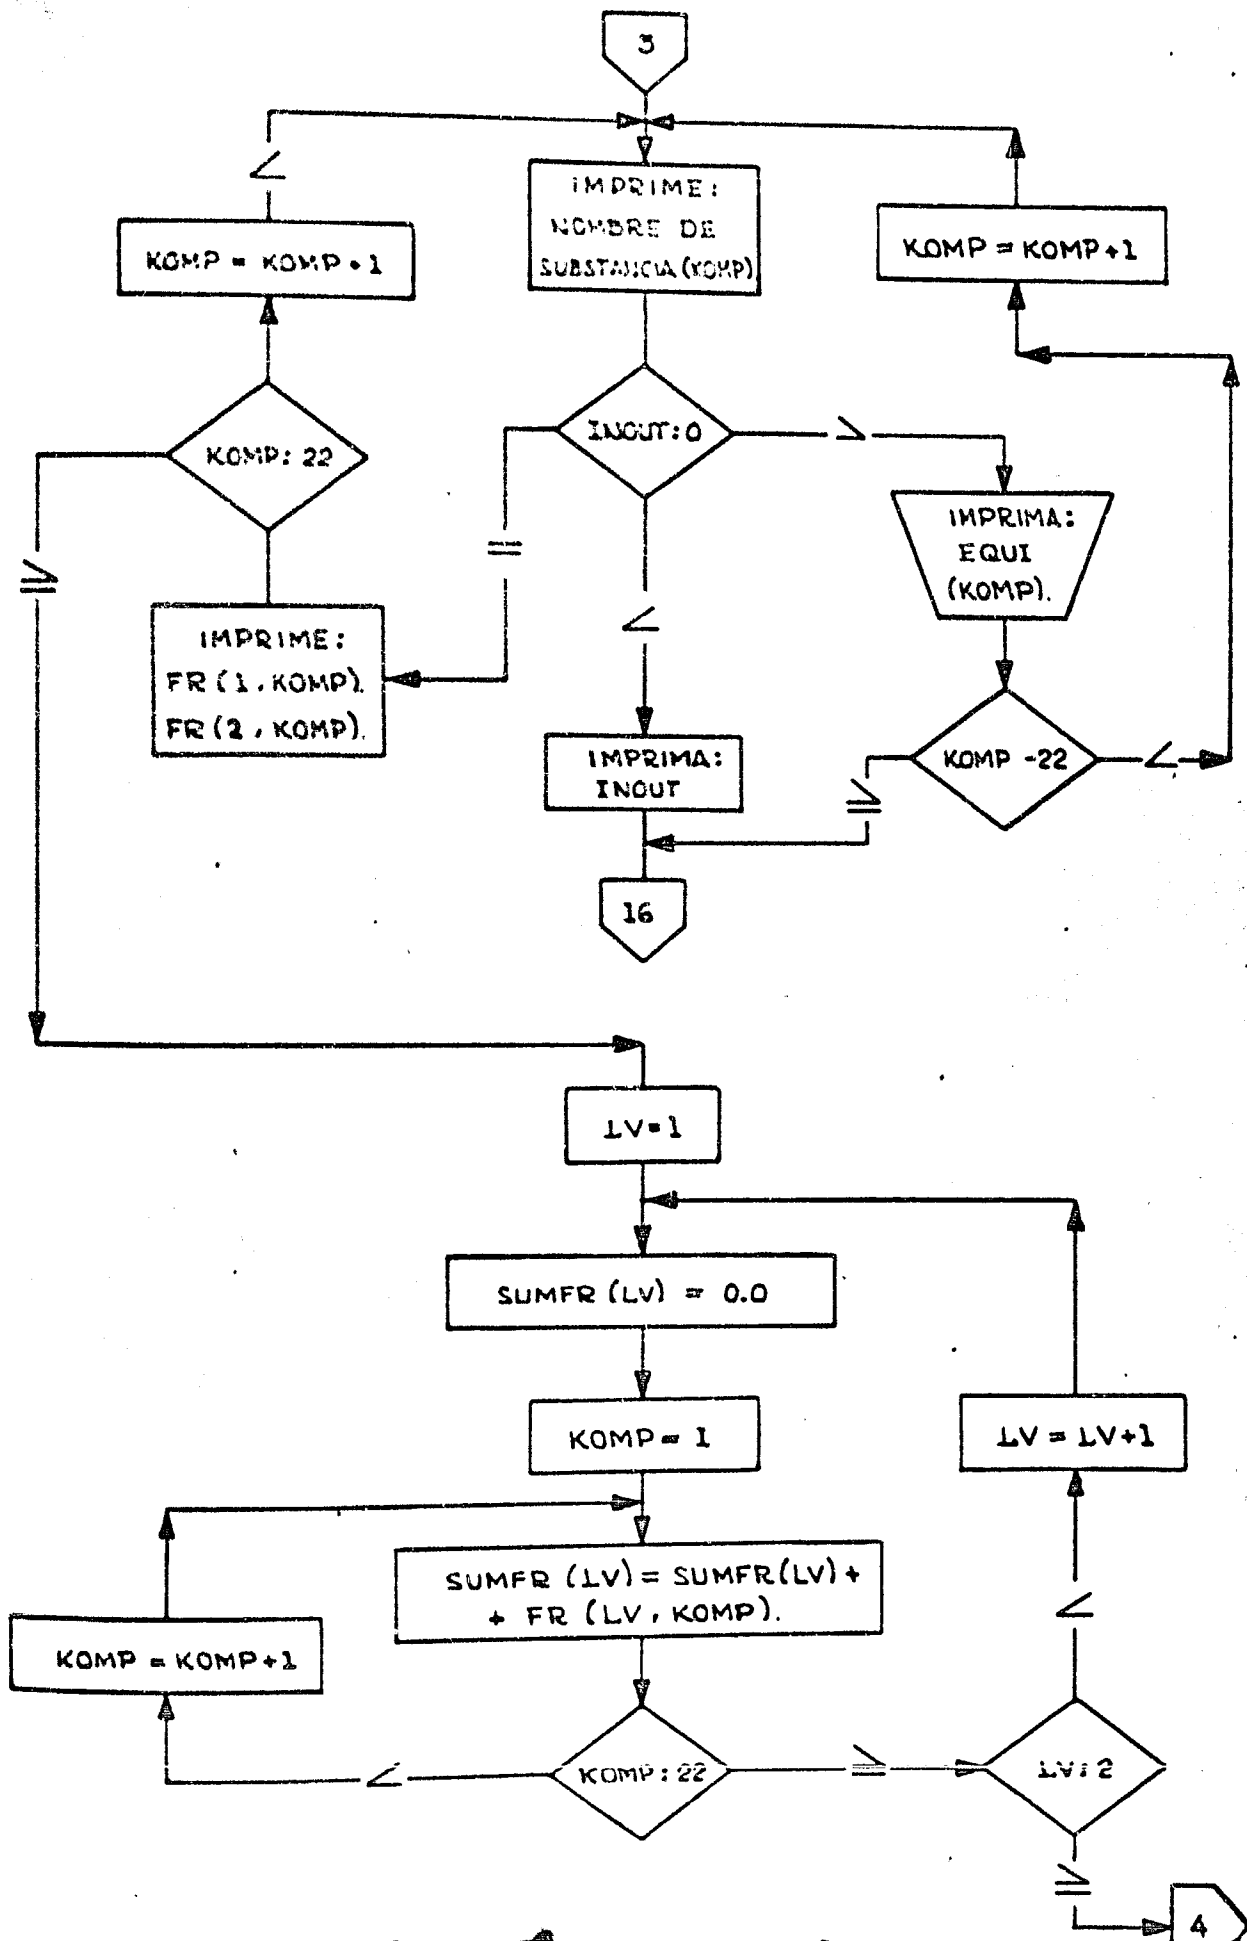 3
IMPRIME:
NOMBRE DE
SUBSTANCIA (KOMP)
KOMP = KOMP + 1
KOMP = KOMP+1
<
KOMP: 22
INOUT: 0
>
≥
=
<
IMPRIMA:
EQUI
(KOMP).
IMPRIME:
FR (1, KOMP).
FR (2, KOMP).
IMPRIMA:
INOUT
KOMP -22
<
≥
16
LV=1
SUMFR (LV) = 0.0
KOMP = 1
LV = LV+1
SUMFR (LV) = SUMFR(LV) +
+ FR (LV, KOMP).
<
KOMP = KOMP+1
<
KOMP: 22
≥
LV: 2
≥
4